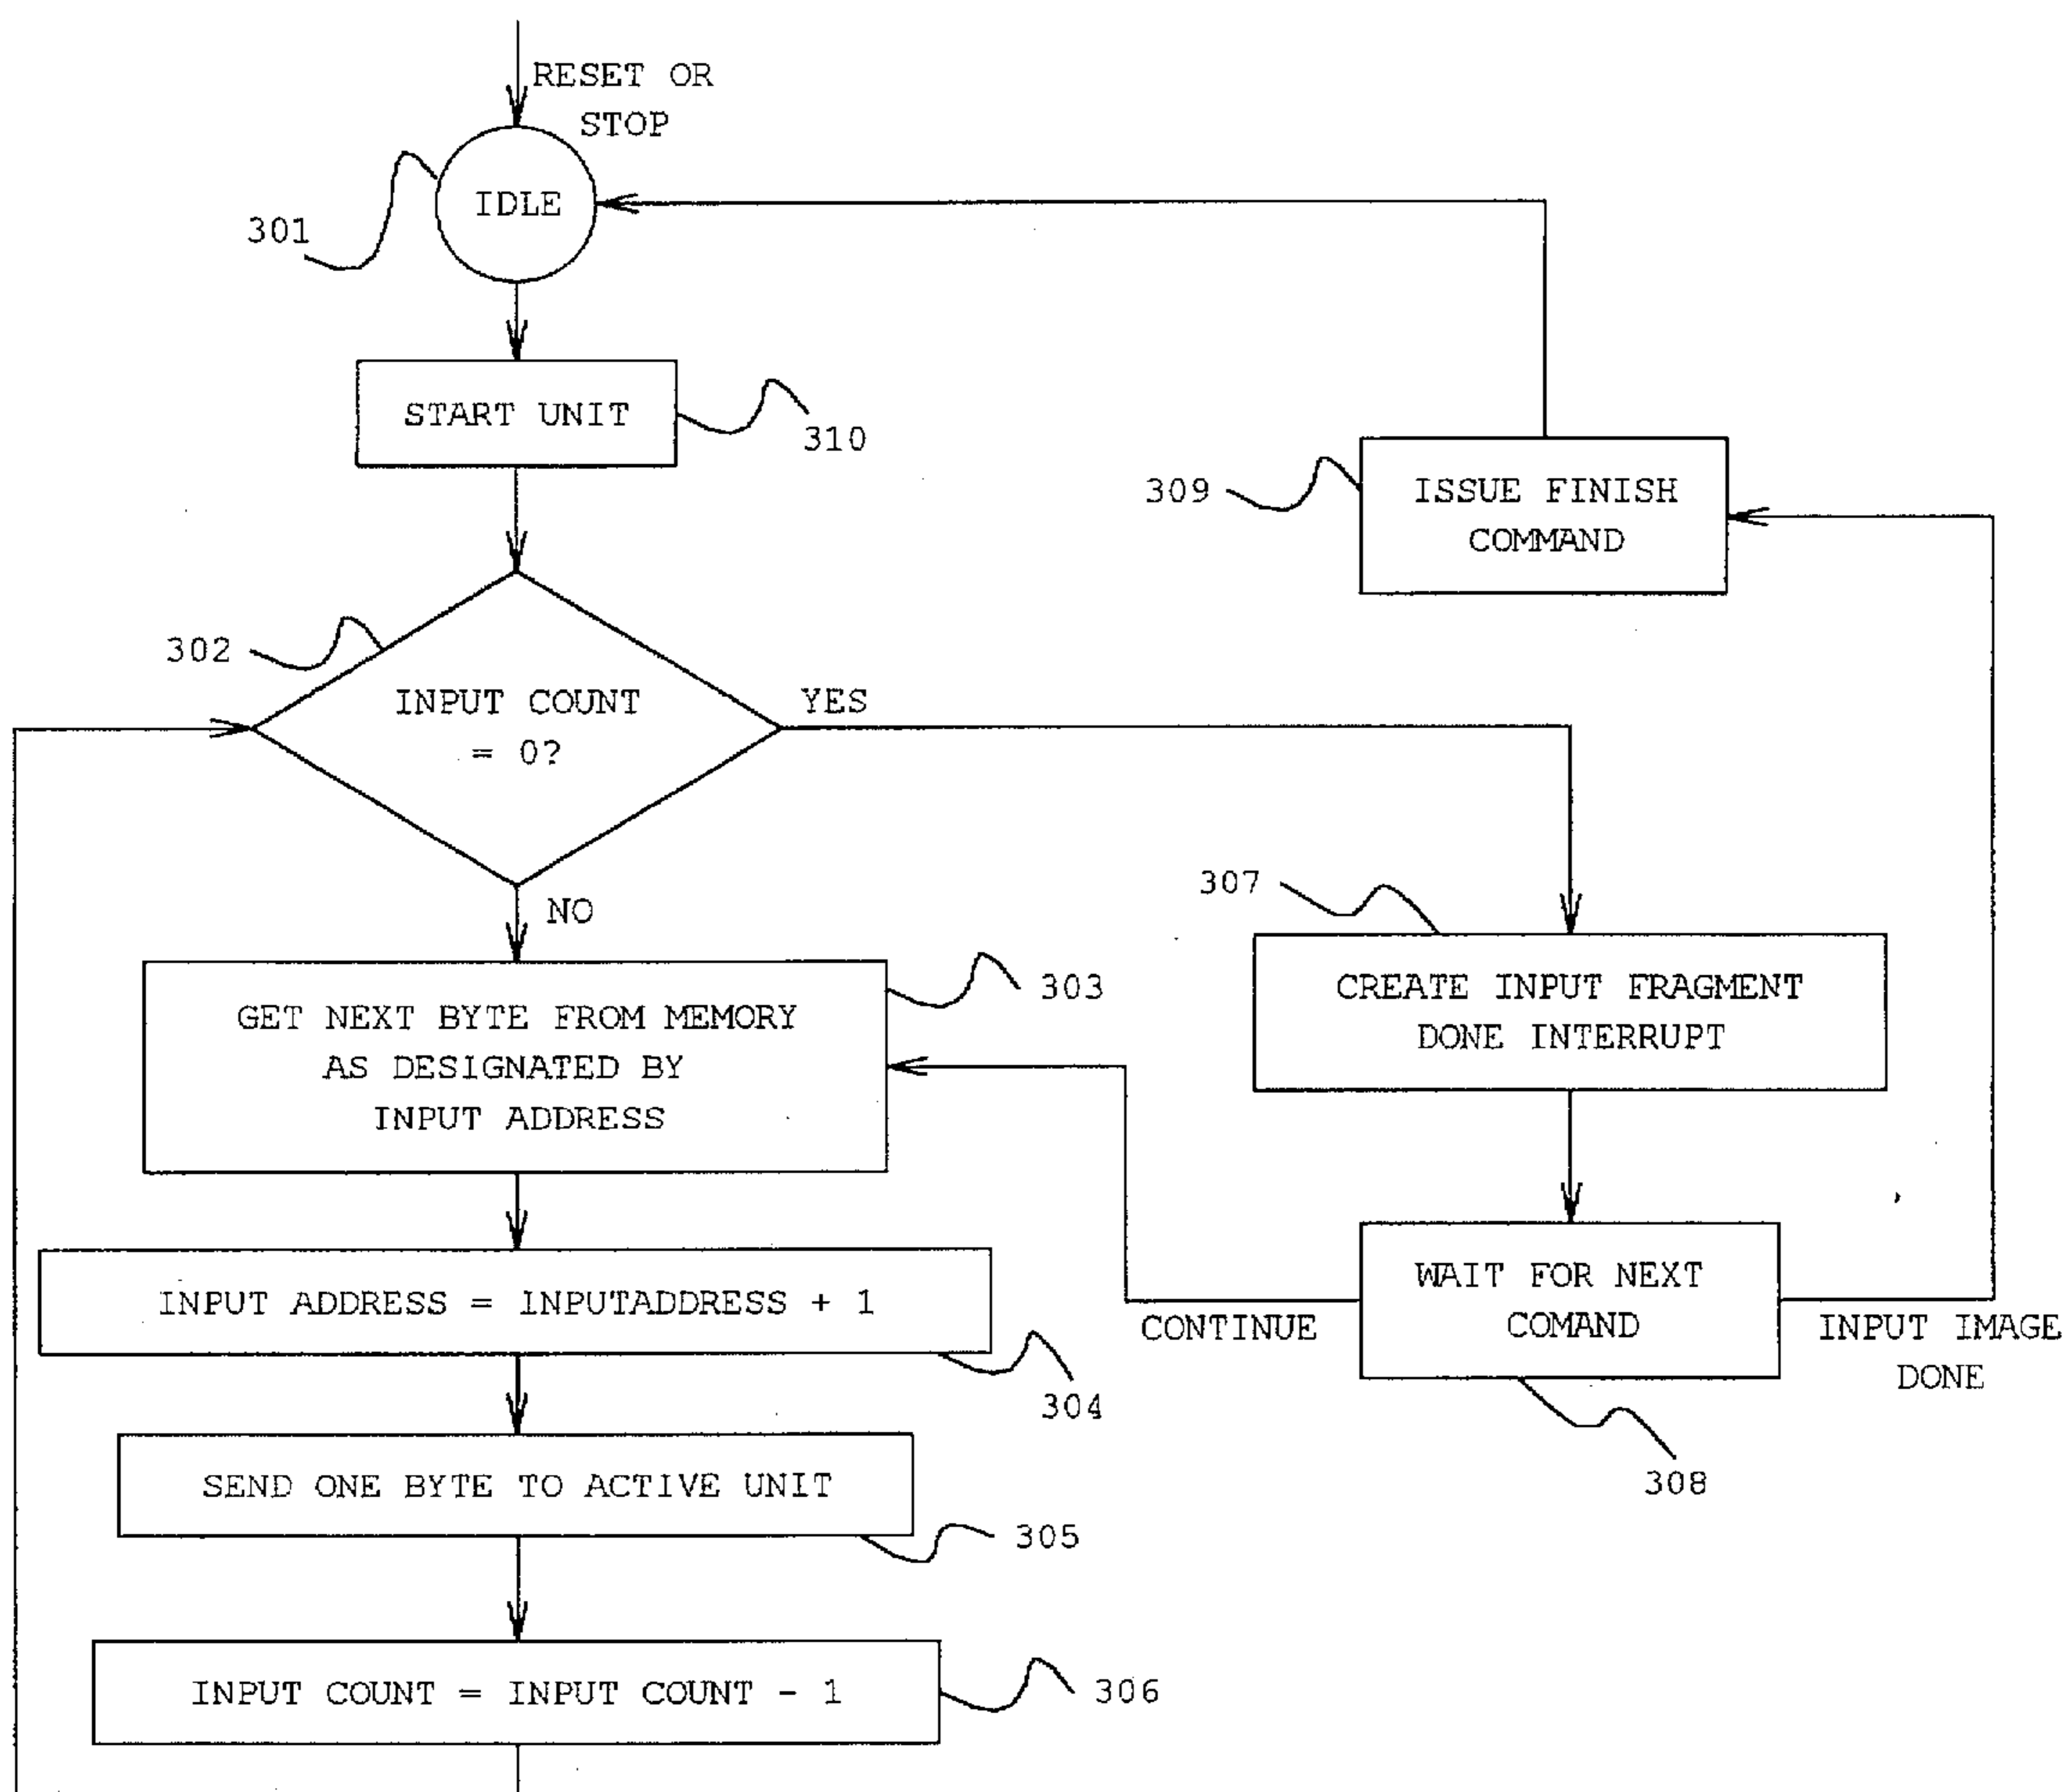 RESET OR
STOP
IDLE
301
START UNIT
310
309
ISSUE FINISH
COMMAND
302
INPUT COUNT
= 0?
YES
NO
307
303
GET NEXT BYTE FROM MEMORY
AS DESIGNATED BY
INPUT ADDRESS
CREATE INPUT FRAGMENT
DONE INTERRUPT
INPUT ADDRESS = INPUTADDRESS + 1
304
WAIT FOR NEXT
COMAND
CONTINUE
INPUT IMAGE
DONE
308
SEND ONE BYTE TO ACTIVE UNIT
305
INPUT COUNT = INPUT COUNT - 1
306